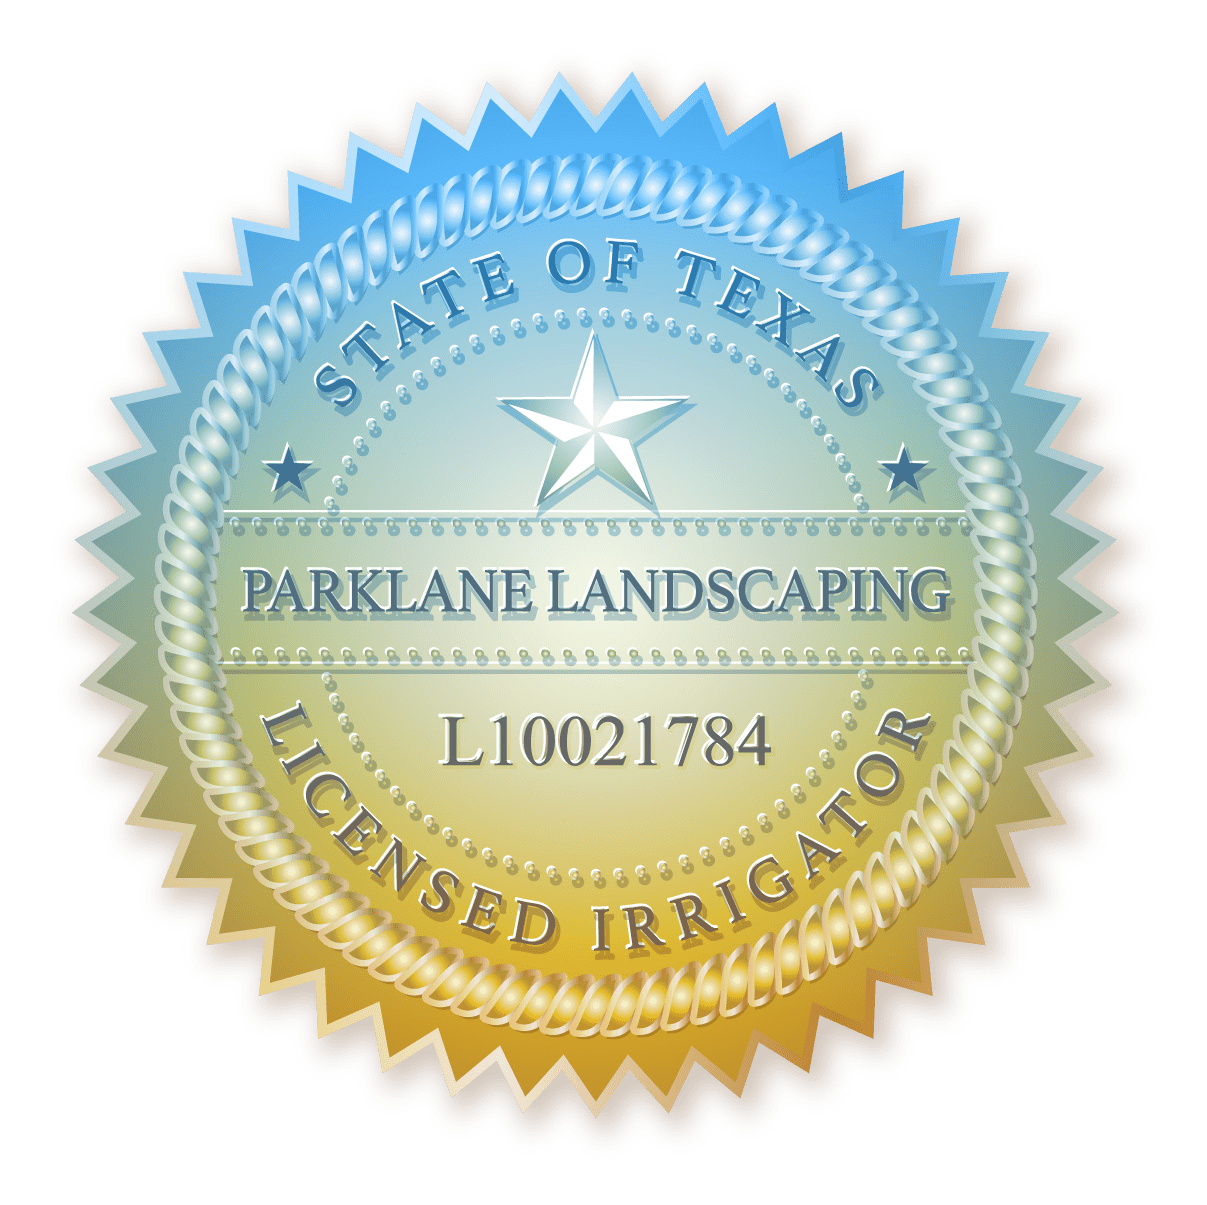 STATE OF TEXAS
PARKLANE LANDSCAPING
L10021784
LICENSED IRRIGATOR